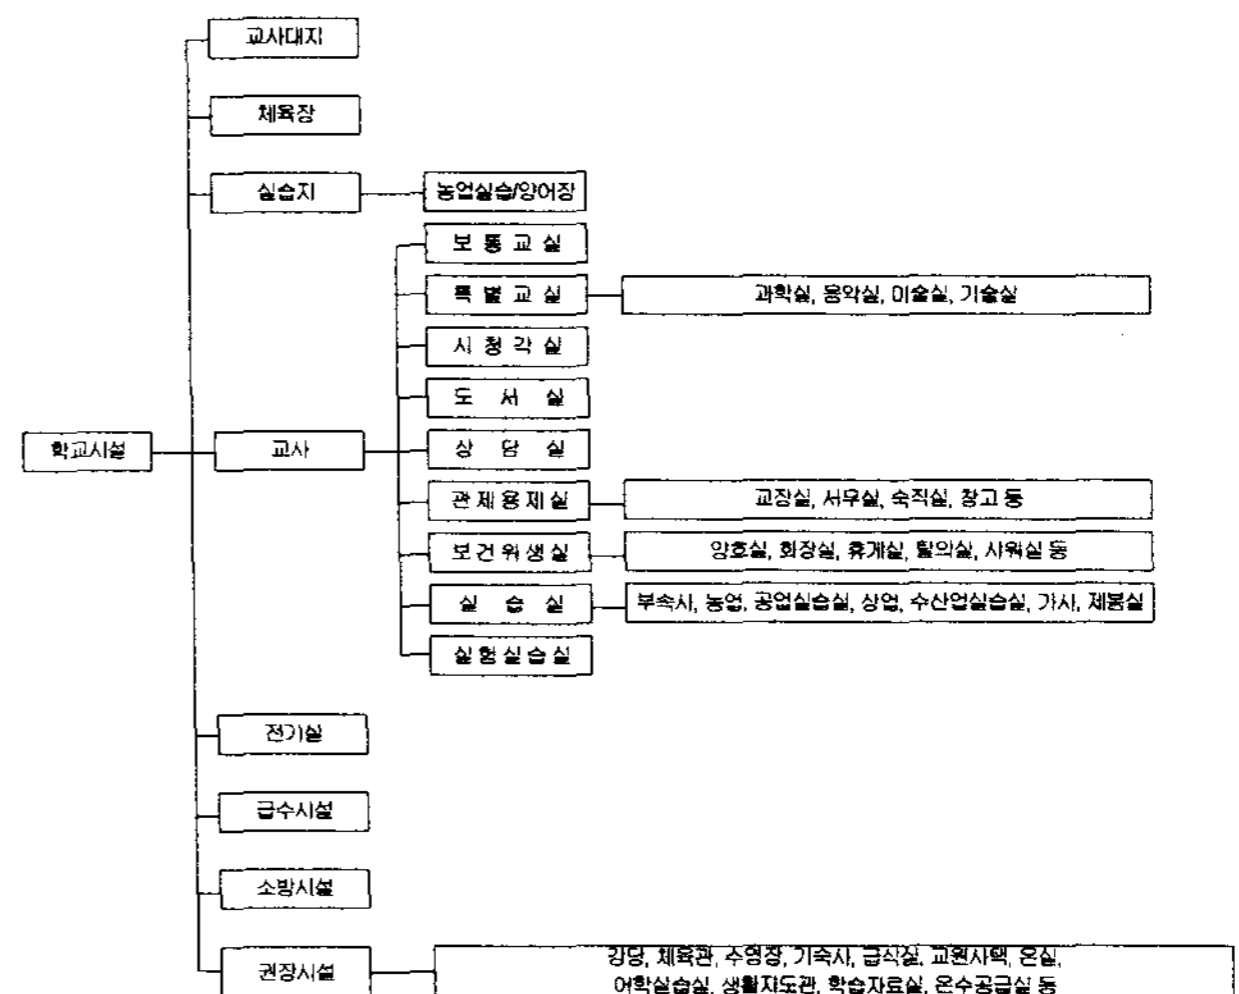 교사대지
체육장
실습지
농업실습/양어장
보 통 교 실
특 별 교 실
과학실, 음악실, 미술실, 기술실
시 청 각 실
도 서 실
학교시설
교사
상 담 실
관 제 용 제 실
교장실, 서무실, 숙직실, 창고 등
보 건 위 생 실
양호실, 화장실, 휴게실, 탈의실, 샤워실 등
실 습 실
부속사, 농업, 공업실습실, 상업, 수산업실습실, 가사, 재봉실
실 험 실 습 실
전기실
급수시설
소방시설
권장시설
강당, 체육관, 수영장, 기숙사, 급식실, 교원사택, 온실,
어학실습실, 생활지도관, 학습자료실, 온수공급실 등